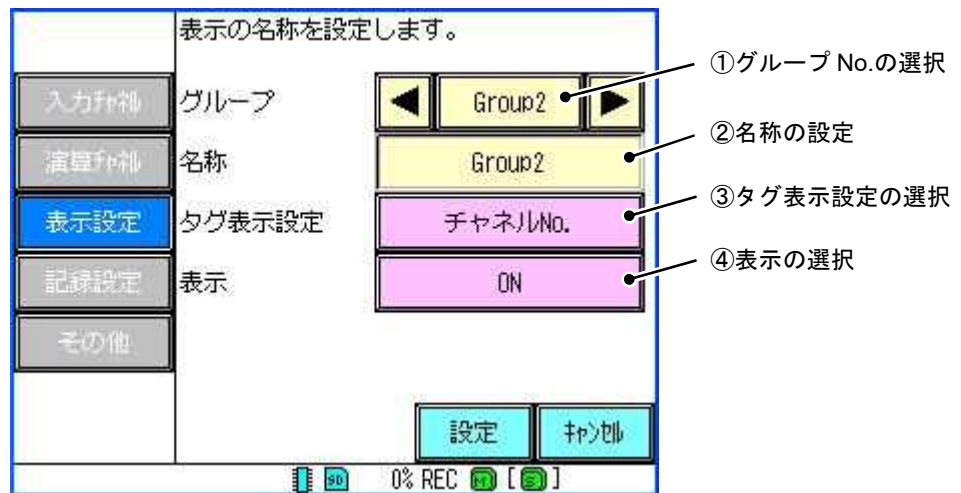 表示の名称を設定します。
①グループ No.の選択
入力ﾁｬﾈﾙ グループ ◀ Group2 ▶
②名称の設定
演算ﾁｬﾈﾙ 名称 Group2
③タグ表示設定の選択
表示設定 タグ表示設定 チャネルNo.
④表示の選択
記録設定 表示 ON
その他
設定 ｷｬﾝｾﾙ
SD 0% REC M [S]